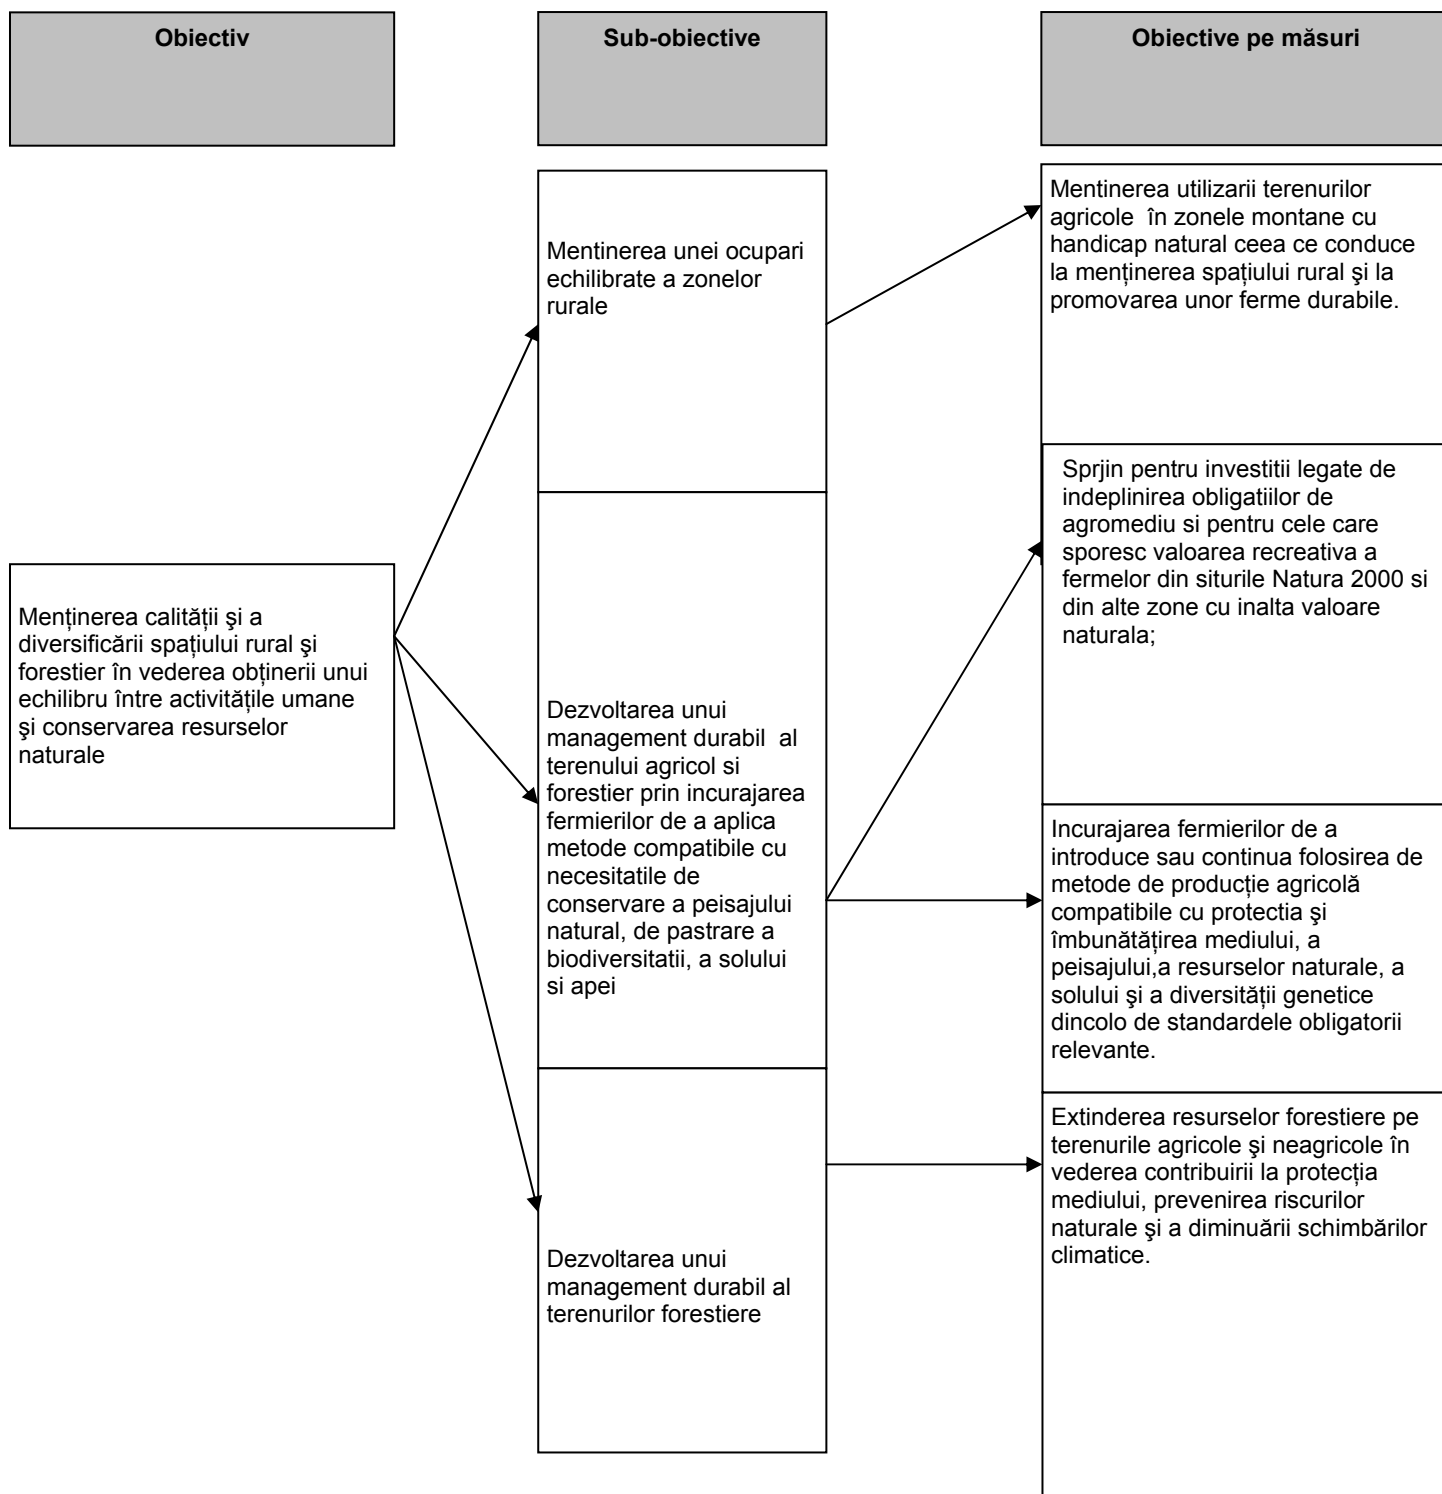 Obiectiv
Sub-obiective
Obiective pe măsuri
Menținerea calității şi a
diversificării spațiului rural şi
forestier în vederea obținerii unui
echilibru între activitățile umane
şi conservarea resurselor
naturale
Mentinerea unei ocupari
echilibrate a zonelor
rurale
Dezvoltarea unui
management durabil  al
terenului agricol si
forestier prin incurajarea
fermierilor de a aplica
metode compatibile cu
necesitatile de
conservare a peisajului
natural, de pastrare a
biodiversitatii, a solului
si apei
Dezvoltarea unui
management durabil al
terenurilor forestiere
Mentinerea utilizarii terenurilor
agricole  în zonele montane cu
handicap natural ceea ce conduce
la menținerea spațiului rural şi la
promovarea unor ferme durabile.
Sprjin pentru investitii legate de
indeplinirea obligatiilor de
agromediu si pentru cele care
sporesc valoarea recreativa a
fermelor din siturile Natura 2000 si
din alte zone cu inalta valoare
naturala;
Incurajarea fermierilor de a
introduce sau continua folosirea de
metode de producție agricolă
compatibile cu protectia şi
îmbunătățirea mediului, a
peisajului,a resurselor naturale, a
solului şi a diversității genetice
dincolo de standardele obligatorii
relevante.
Extinderea resurselor forestiere pe
terenurile agricole şi neagricole în
vederea contribuirii la protecția
mediului, prevenirea riscurilor
naturale şi a diminuării schimbărilor
climatice.